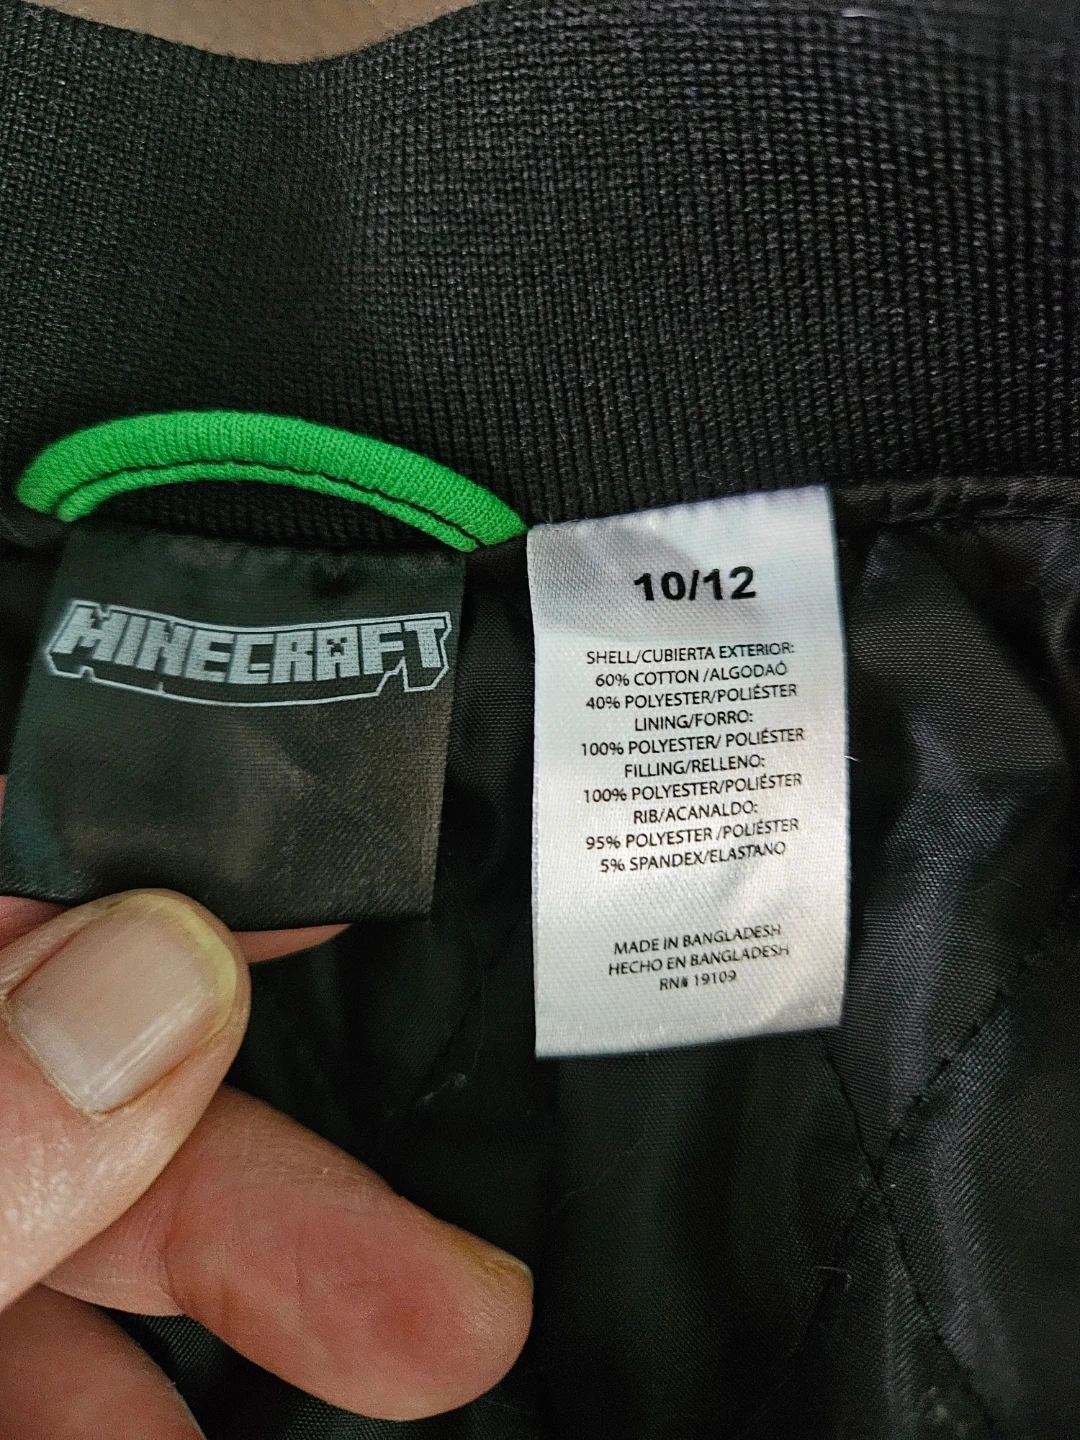 MINECRAFT
10/12
SHELL/CUBIERTA EXTERIOR:
60% COTTON /ALGODAÓ
40% POLYESTER/POLIÉSTER
LINING/FORRO:
100% POLYESTER/ POLIÉSTER
FILLING/RELLENO:
100% POLYESTER/POLIÉSTER
RIB/ACANALDO:
95% POLYESTER /POLIÉSTER
5% SPANDEX/ELASTANO
MADE IN BANGLADESH
HECHO EN BANGLADESH
RN# 19109